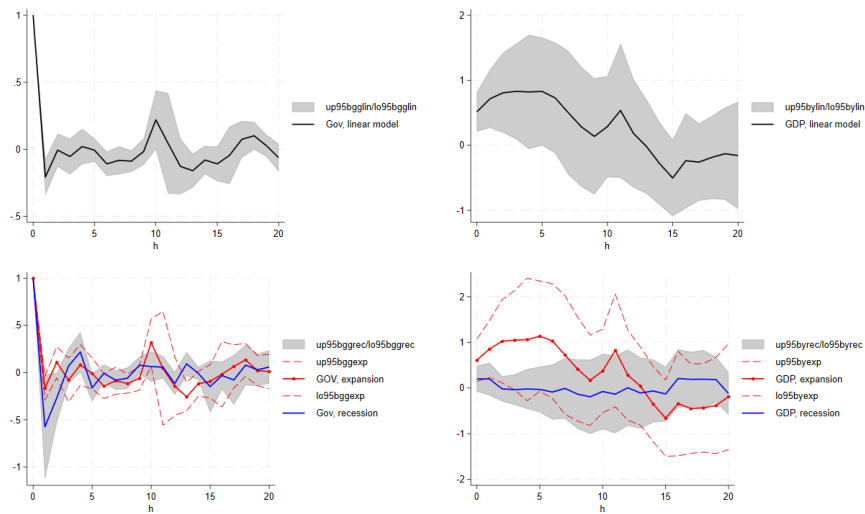 1
.5
0
-.5
0
5
10
15
20
h
up95bgglin/lo95bgglin
Gov, linear model
2
1
0
-1
0
5
10
15
20
h
up95bylin/lo95bylin
GDP, linear model
1
.5
0
-.5
-1
0
5
10
15
20
h
up95bggrec/lo95bggrec
up95bggexp
GOV, expansion
lo95bggexp
Gov, recession
2
1
0
-1
-2
0
5
10
15
20
h
up95byrec/lo95byrec
up95byexp
GDP, expansion
lo95byexp
GDP, recession